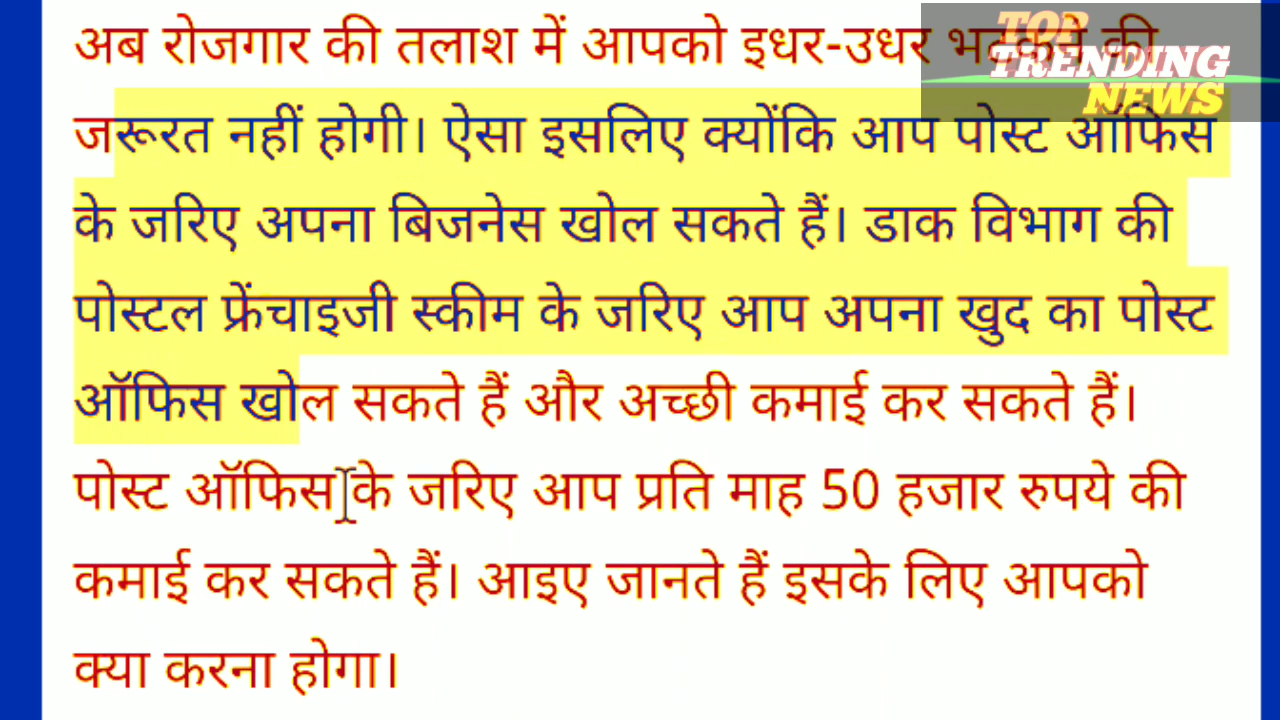 अब रोजगार की तलाश में आपको इधर-उधर भटकने की
TOP
TRENDING
NEWS
जरूरत नहीं होगी। ऐसा इसलिए क्योंकि आप पोस्ट ऑफिस
के जरिए अपना बिजनेस खोल सकते हैं। डाक विभाग की
पोस्टल फ्रेंचाइजी स्कीम के जरिए आप अपना खुद का पोस्ट
ऑफिस खोल सकते हैं और अच्छी कमाई कर सकते हैं।
पोस्ट ऑफिस के जरिए आप प्रति माह 50 हजार रुपये की
कमाई कर सकते हैं। आइए जानते हैं इसके लिए आपको
क्या करना होगा।